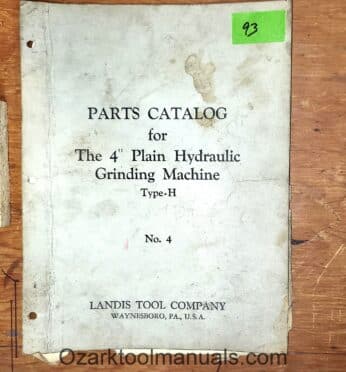 93
PARTS CATALOG
for
The 4" Plain Hydraulic
Grinding Machine
Type-H
No. 4
LANDIS TOOL COMPANY
WAYNESBORO, PA., U.S.A.
Ozarktoolmanuals.com